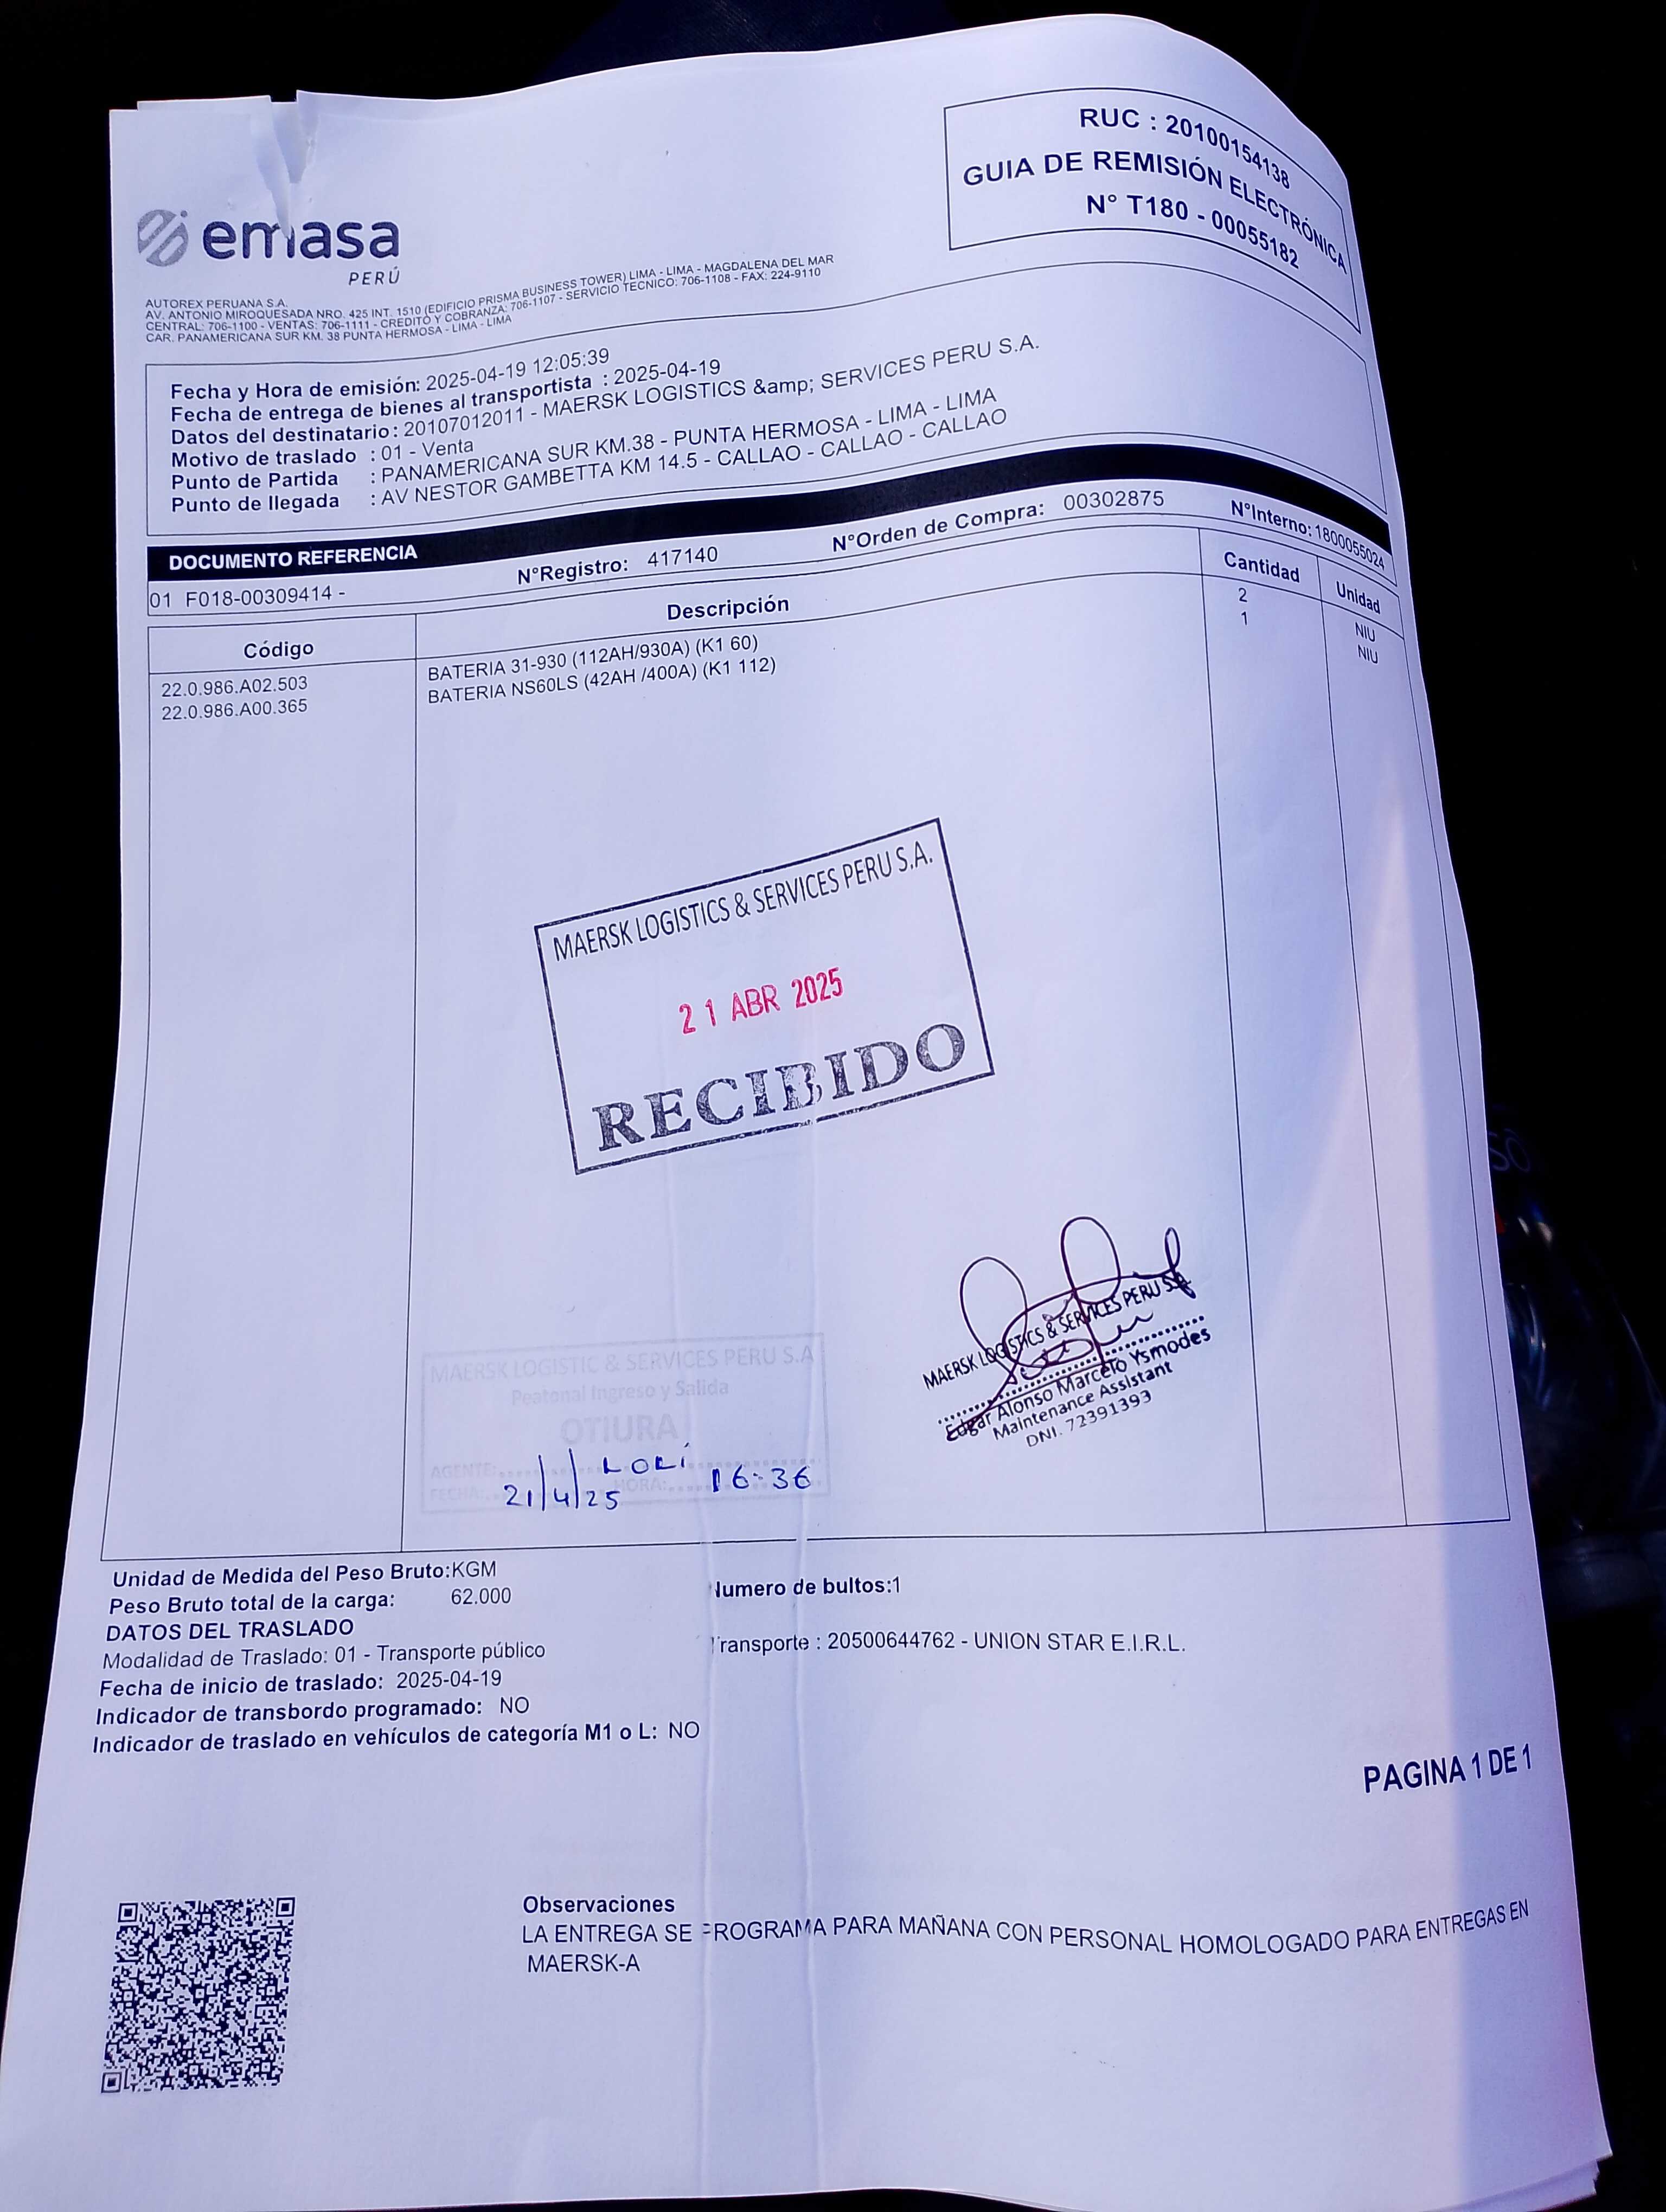 RUC : 20100154138
GUIA DE REMISIÓN ELECTRÓNICA
N° T180 - 00055182
emasa
PERÚ
AUTOREX PERUANA S.A.
AV. ANTONIO MIROQUESADA NRO. 425 INT. 1510 (EDIFICIO PRISMA BUSINESS TOWER) LIMA - LIMA - MAGDALENA DEL MAR
CENTRAL: 706-1100 - VENTAS: 706-1111 - CREDITO Y COBRANZA: 706-1107 - SERVICIO TECNICO: 706-1108 - FAX: 224-9110
CAR. PANAMERICANA SUR KM. 38 PUNTA HERMOSA - LIMA - LIMA
Fecha y Hora de emisión: 2025-04-19 12:05:39
Fecha de entrega de bienes al transportista : 2025-04-19
Datos del destinatario: 20107012011 - MAERSK LOGISTICS &amp; SERVICES PERU S.A.
Motivo de traslado : 01 - Venta
Punto de Partida : PANAMERICANA SUR KM.38 - PUNTA HERMOSA - LIMA - LIMA
Punto de llegada : AV NESTOR GAMBETTA KM 14.5 - CALLAO - CALLAO - CALLAO
DOCUMENTO REFERENCIA
01 F018-00309414 - N°Registro: 417140 N°Orden de Compra: 00302875 N°Interno: 1800055024
Código Descripción Cantidad Unidad
22.0.986.A02.503 BATERIA 31-930 (112AH/930A) (K1 60) 2 NIU
22.0.986.A00.365 BATERIA NS60LS (42AH /400A) (K1 112) 1 NIU
MAERSK LOGISTICS & SERVICES PERU S.A.
21 ABR 2025
RECIBIDO
MAERSK LOGISTICS & SERVICES PERU S.A.
Edgar Alonso Marcelo Ysmodes
Maintenance Assistant
DNI. 72391393
MAERSK LOGISTIC & SERVICES PERU S.A
Peatonal Ingreso y Salida
OTIURA
AGENTE:
FECHA: 21/4/25 HORA: 16:36
Unidad de Medida del Peso Bruto:KGM
Peso Bruto total de la carga: 62.000 Numero de bultos:1
DATOS DEL TRASLADO
Modalidad de Traslado: 01 - Transporte público Transporte : 20500644762 - UNION STAR E.I.R.L.
Fecha de inicio de traslado: 2025-04-19
Indicador de transbordo programado: NO
Indicador de traslado en vehículos de categoría M1 o L: NO
PAGINA 1 DE 1
Observaciones
LA ENTREGA SE PROGRAMA PARA MAÑANA CON PERSONAL HOMOLOGADO PARA ENTREGAS EN
MAERSK-A